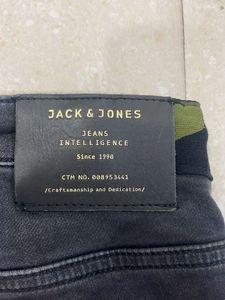 JACK & JONES
JEANS
INTELLIGENCE
Since 1990
CTM NO. 008953441
/Craftsmanship and Dedication/